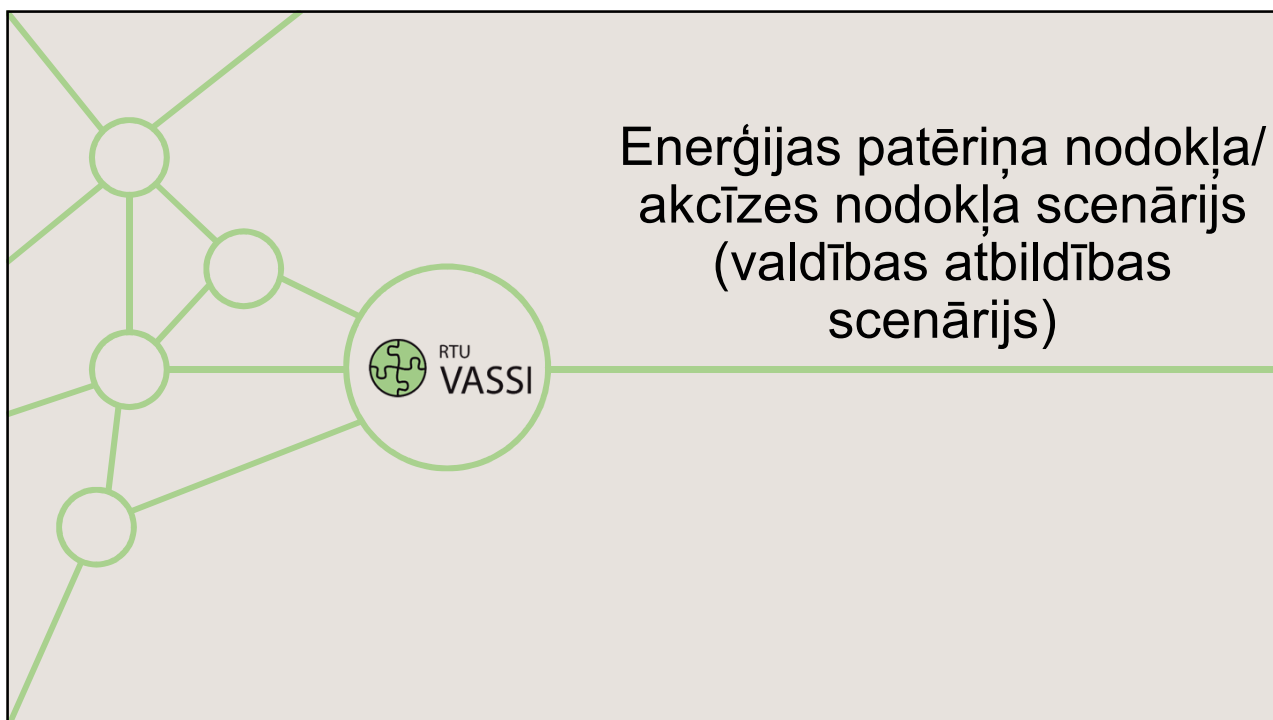 Enerģijas patēriņa nodokļa/
akcīzes nodokļa scenārijs
(valdības atbildības
scenārijs)
RTU
VASSI